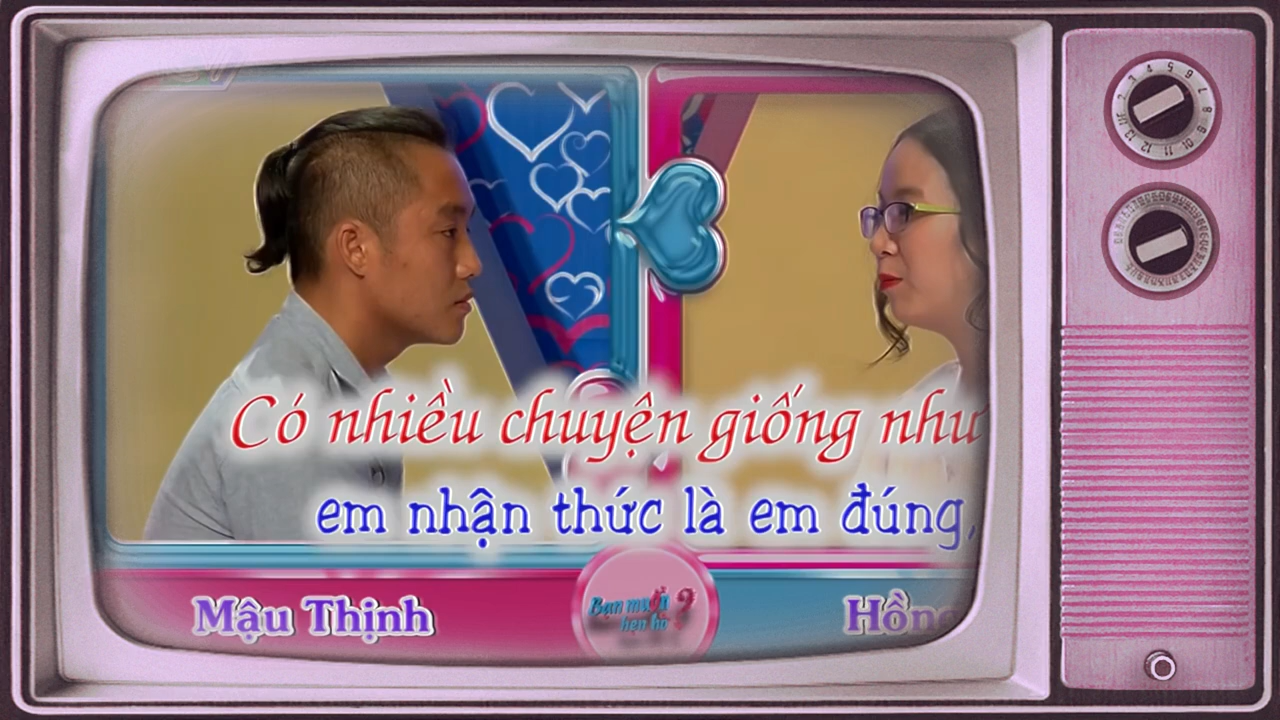 Có nhiều chuyện giống như
em nhận thức là em đúng,
Mậu Thịnh
Bạn muốn
hẹn hò ?